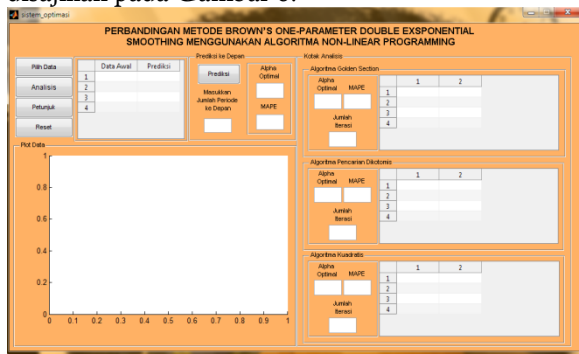 disajikan pada Gambar 6.
sistem_optimasi
PERBANDINGAN METODE BROWN'S ONE-PARAMETER DOUBLE EXSPONENTIAL
SMOOTHING MENGGUNAKAN ALGORITMA NON-LINEAR PROGRAMMING
Pilih Data
Analisis
Petunjuk
Reset
Data Awal Prediksi
1
2
3
4
Prediksi ke Depan
Prediksi
Masukkan
Jumlah Periode
ke Depan
Alpha
Optimal
MAPE
Kotak Analisis
Algoritma Golden Section
Alpha
Optimal MAPE
Jumlah
Iterasi
1 2
1
2
3
4
Algoritma Pencarian Dikotomis
Alpha
Optimal MAPE
Jumlah
Iterasi
1 2
1
2
3
4
Algoritma Kuadratis
Alpha
Optimal MAPE
Jumlah
Iterasi
1 2
1
2
3
4
Plot Data
1
0.8
0.6
0.4
0.2
0
0 0.1 0.2 0.3 0.4 0.5 0.6 0.7 0.8 0.9 1